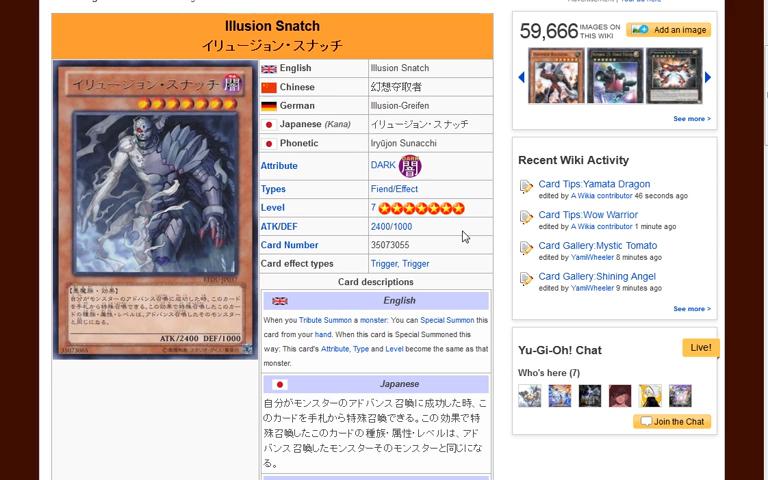 Illusion Snatch
イリュージョン・スナッチ
イリュージョン・スナッチ 闇
ATK/2400 DEF/1000
35073055
English Illusion Snatch
Chinese 幻想夺取者
German Illusion-Greifen
Japanese (Kana) イリュージョン・スナッチ
Phonetic Iryūjon Sunacchi
Attribute DARK 闇
Types Fiend/Effect
Level 7
ATK/DEF 2400/1000
Card Number 35073055
Card effect types Trigger, Trigger
Card descriptions
English
When you Tribute Summon a monster: You can Special Summon this
card from your hand. When this card is Special Summoned this
way: This card's Attribute, Type and Level become the same as that
monster.
Japanese
自分がモンスターのアドバンス召喚に成功した時、こ
のカードを手札から特殊召喚できる。この効果で特
殊召喚したこのカードの種族・属性・レベルは、アド
バンス召喚したモンスターそのモンスターと同じにな
る。
59,666 IMAGES ON
THIS WIKI
Add an image
See more >
Recent Wiki Activity
Card Tips:Yamata Dragon
edited by A Wikia contributor 46 seconds ago
Card Tips:Wow Warrior
edited by A Wikia contributor 1 minute ago
Card Gallery:Mystic Tomato
edited by YamiWheeler 8 minutes ago
Card Gallery:Shining Angel
edited by YamiWheeler 9 minutes ago
See more >
Yu-Gi-Oh! Chat
Live!
Who's here (7)
Join the Chat